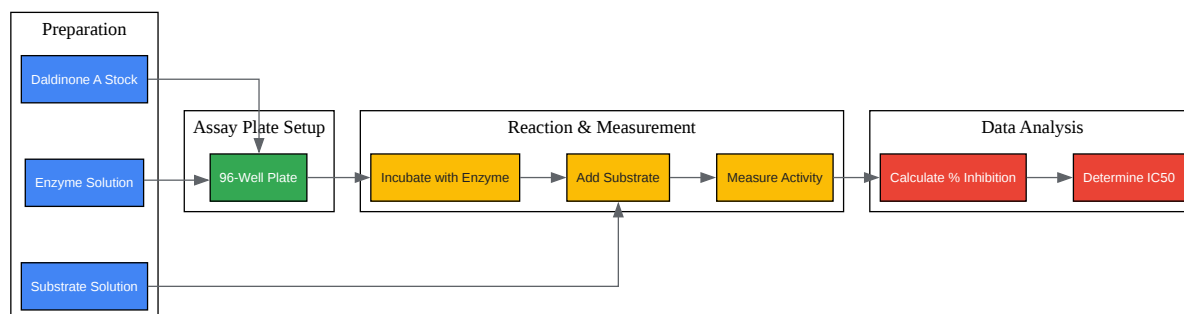 Preparation
Daldinone A Stock
Enzyme Solution
Substrate Solution
Assay Plate Setup
96-Well Plate
Reaction & Measurement
Incubate with Enzyme
Add Substrate
Measure Activity
Data Analysis
Calculate % Inhibition
Determine IC50